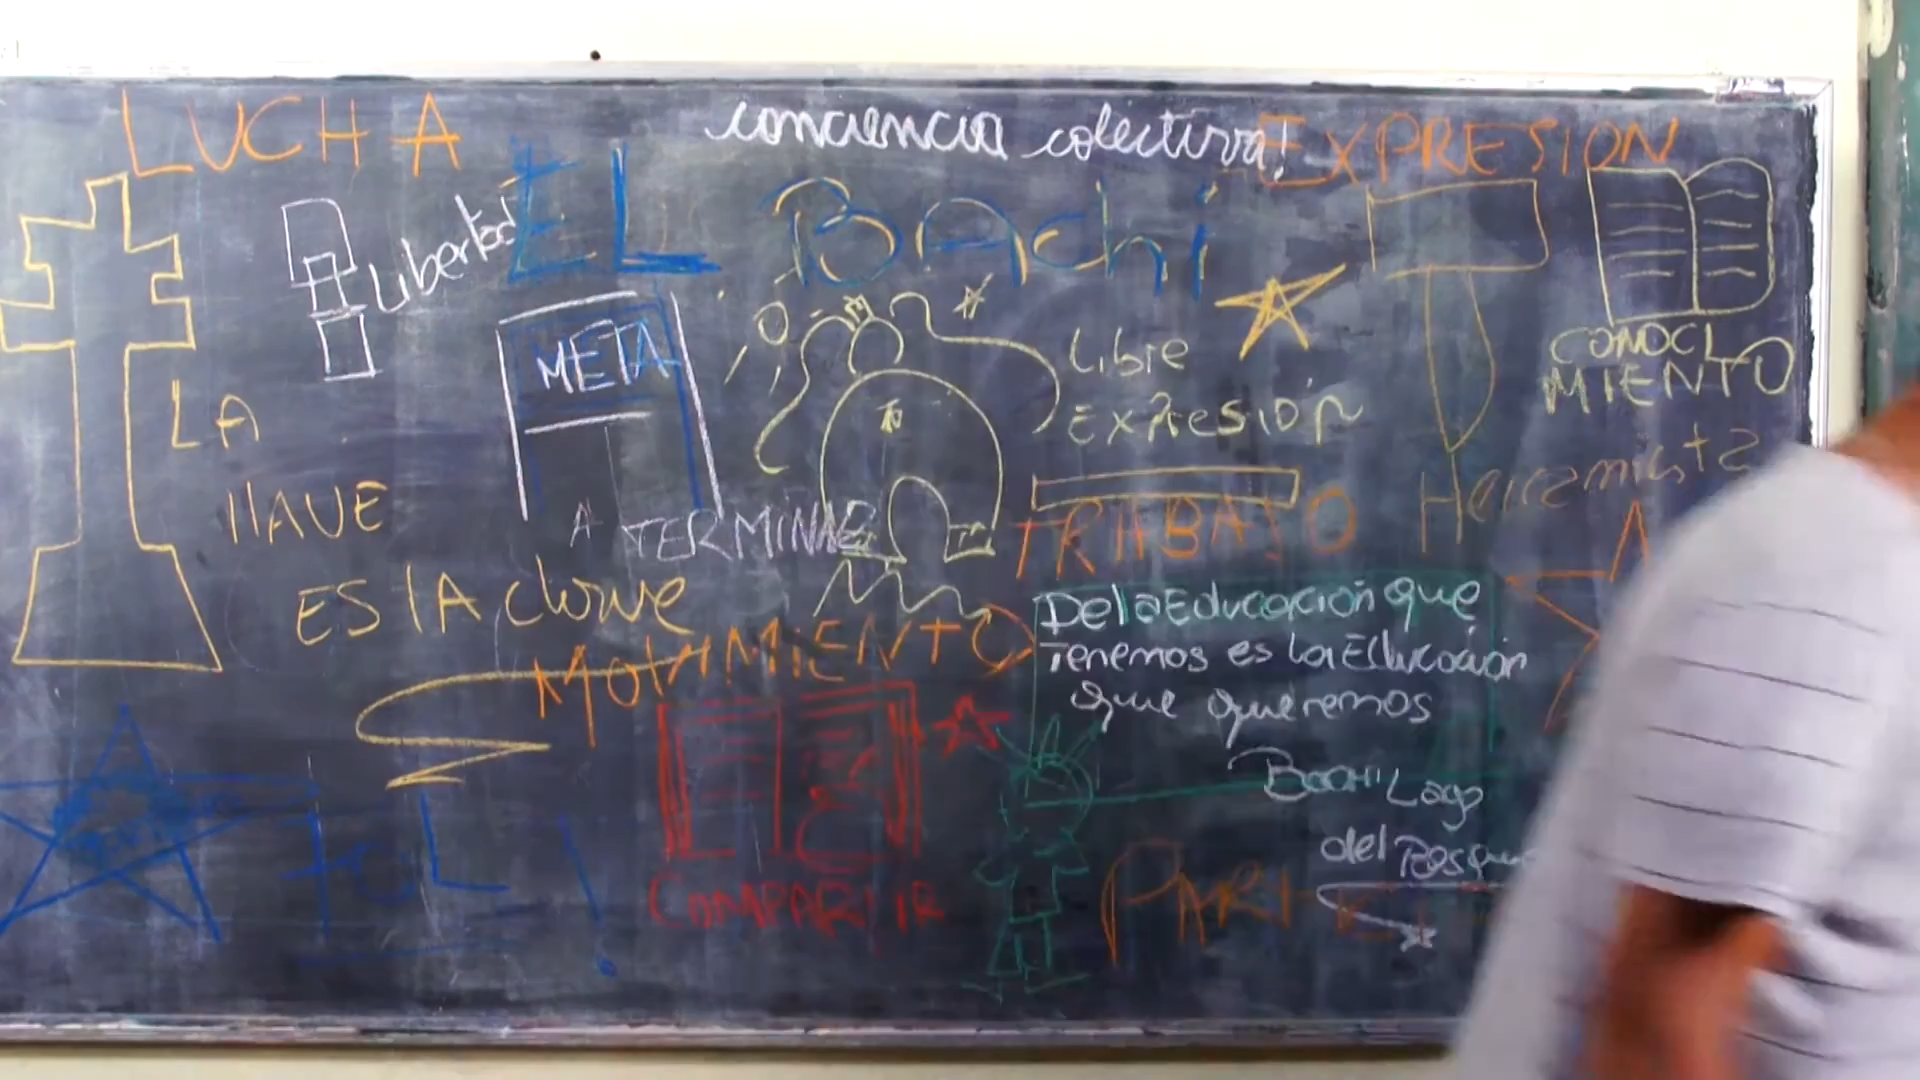 LUCHA
conciencia colectiva!
EXPRESION
Libertad
EL BAchi
META
Libre
EXPresioN
CONOCI
MIENTO
LA
llAVE
ES lA clave
A TERMINAR
TRABAJO
Herramienta
MOVIMIENTO
De la Educación que
Tenemos es la Educación
que queremos
Bachi Lago
del
COMPARTIR